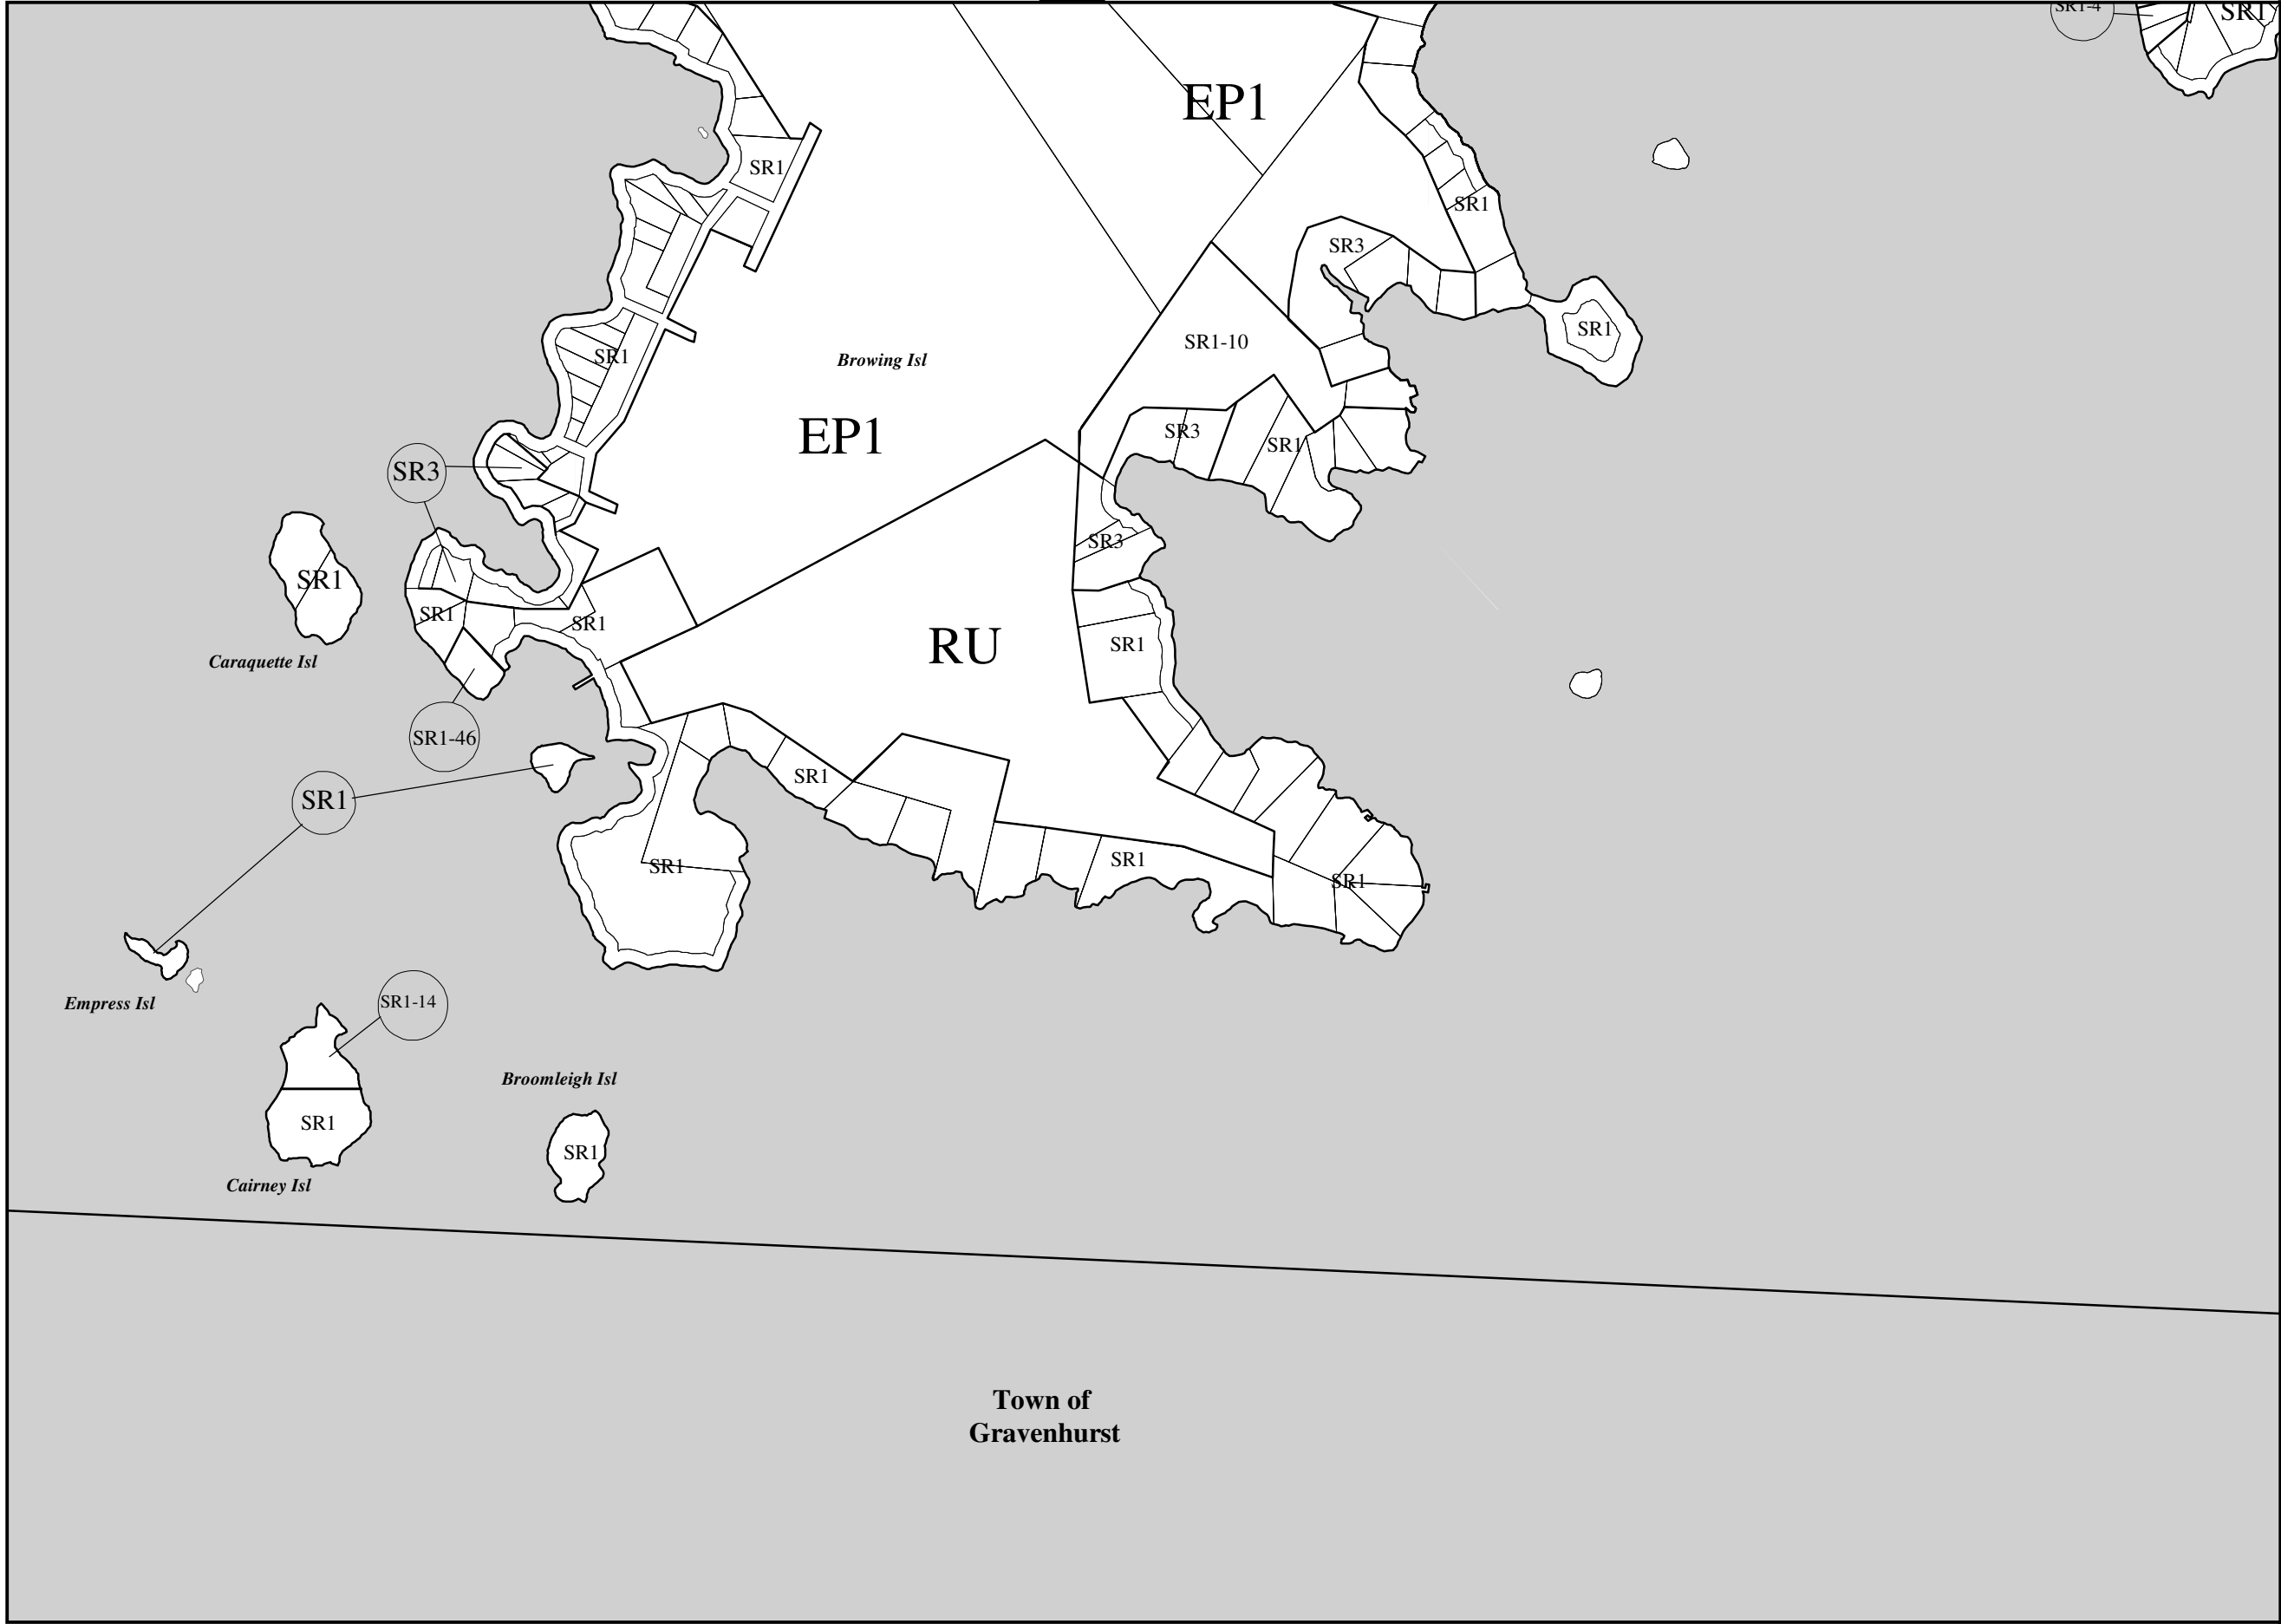 SR1-4
SR1
EP1
SR1
SR1
SR3
SR1
SR1-10
SR1
Browing Isl
EP1
SR3
SR1
SR3
SR3
SR1
SR1
SR1
RU
SR1
Caraquette Isl
SR1-46
SR1
SR1
SR1
SR1
SR1
Empress Isl
SR1-14
Broomleigh Isl
SR1
SR1
Cairney Isl
Town of
Gravenhurst